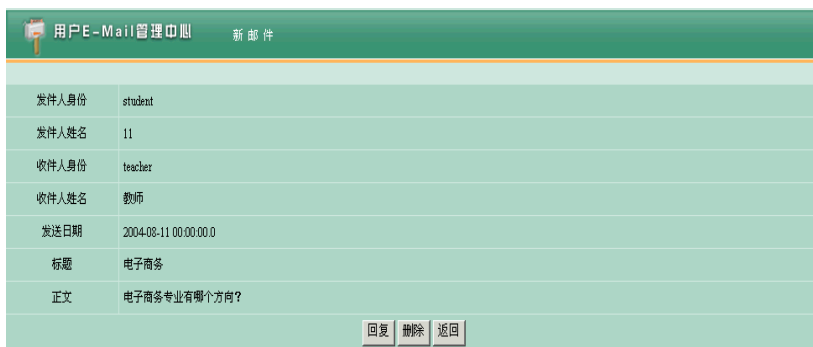 用户E-Mail管理中心 新邮件
发件人身份 student
发件人姓名 11
收件人身份 teacher
收件人姓名 教师
发送日期 2004-08-11 00:00:00.0
标题 电子商务
正文 电子商务专业有哪个方向?
回复 删除 返回